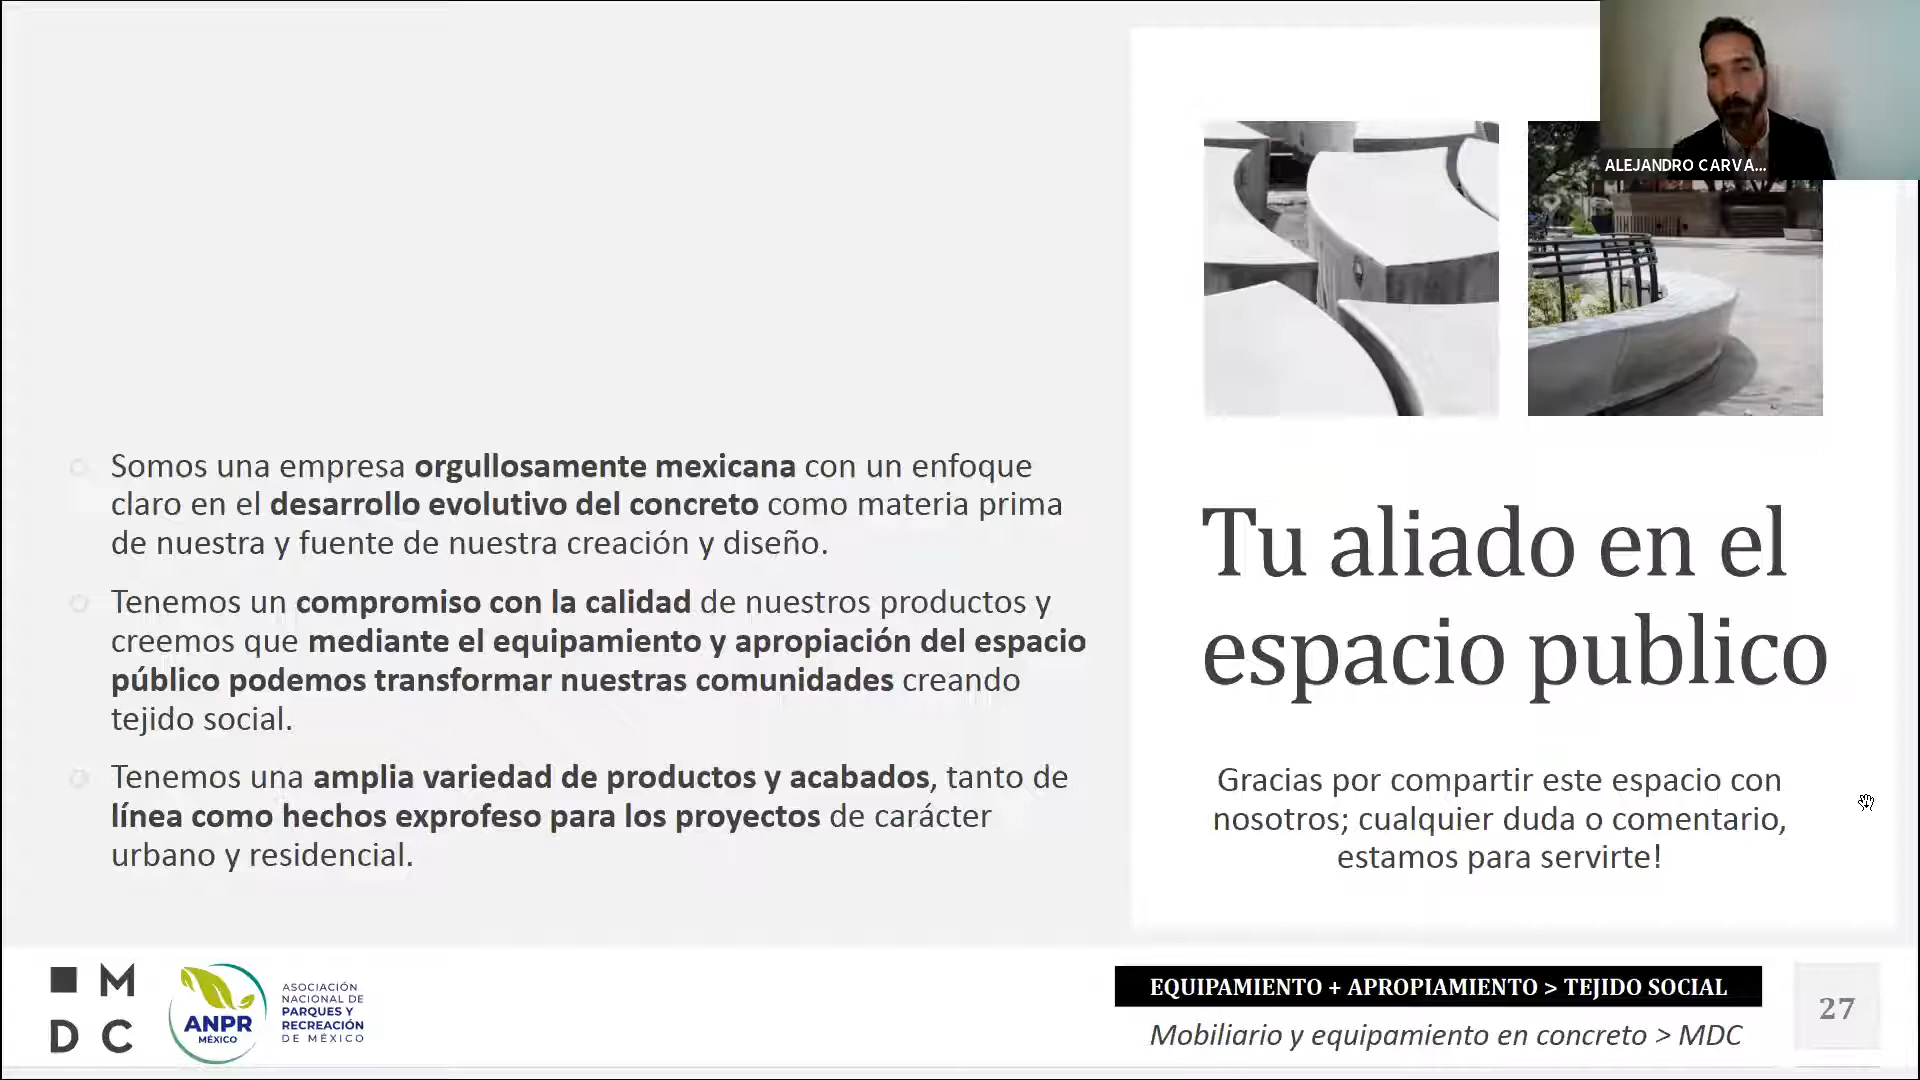 ALEJANDRO CARVA...
Somos una empresa orgullosamente mexicana con un enfoque
claro en el desarrollo evolutivo del concreto como materia prima
de nuestra y fuente de nuestra creación y diseño.
Tenemos un compromiso con la calidad de nuestros productos y
creemos que mediante el equipamiento y apropiación del espacio
público podemos transformar nuestras comunidades creando
tejido social.
Tenemos una amplia variedad de productos y acabados, tanto de
línea como hechos exprofeso para los proyectos de carácter
urbano y residencial.
Tu aliado en el
espacio publico
Gracias por compartir este espacio con
nosotros; cualquier duda o comentario,
estamos para servirte!
M
DC
ANPR
MÉXICO
ASOCIACIÓN
NACIONAL DE
PARQUES Y
RECREACIÓN
DE MÉXICO
EQUIPAMIENTO + APROPIAMIENTO > TEJIDO SOCIAL
Mobiliario y equipamiento en concreto > MDC
27